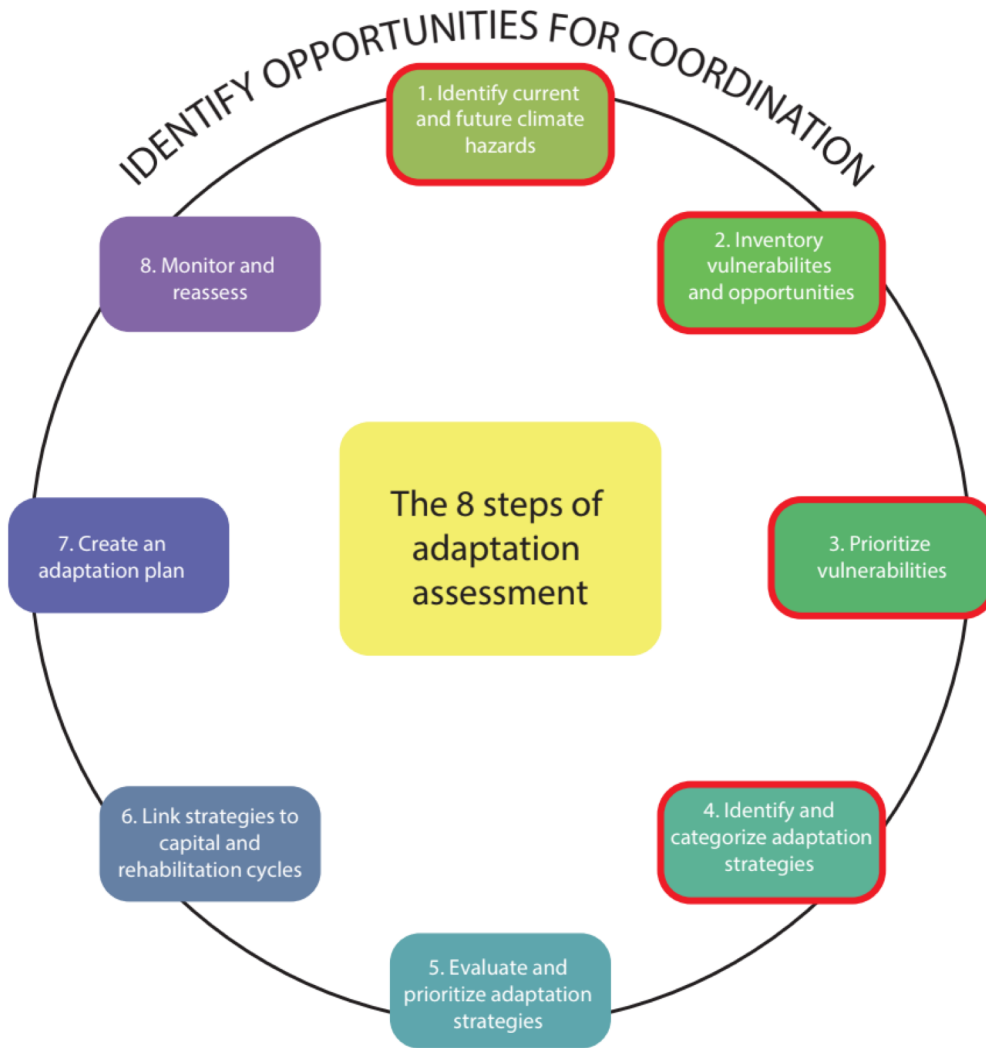 IDENTIFY OPPORTUNITIES FOR COORDINATION
1. Identify current
and future climate
hazards
2. Inventory
vulnerabilites
and opportunities
3. Prioritize
vulnerabilities
4. Identify and
categorize adaptation
strategies
5. Evaluate and
prioritize adaptation
strategies
6. Link strategies to
capital and
rehabilitation cycles
7. Create an
adaptation plan
8. Monitor and
reassess
The 8 steps of
adaptation
assessment